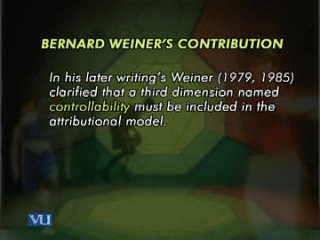 BERNARD WEINER'S CONTRIBUTION
In his later writing's Weiner (1979, 1985)
clarified that a third dimension named
controllability must be included in the
attributional model.
VU